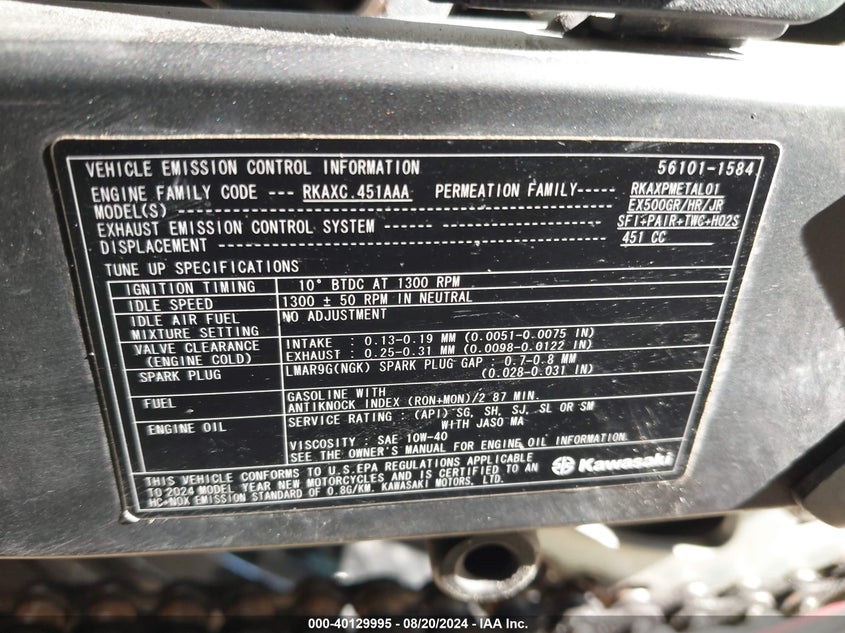 VEHICLE EMISSION CONTROL INFORMATION 56101-1584
ENGINE FAMILY CODE --- RKAXC.451AAA PERMEATION FAMILY----- RKAXPMETAL01
MODEL(S) EX500GR/HR/JR
EXHAUST EMISSION CONTROL SYSTEM SFI+PAIR+TWC+HO2S
DISPLACEMENT 451 CC
TUNE UP SPECIFICATIONS
IGNITION TIMING 10° BTDC AT 1300 RPM
IDLE SPEED 1300 ± 50 RPM IN NEUTRAL
IDLE AIR FUEL NO ADJUSTMENT
MIXTURE SETTING
VALVE CLEARANCE INTAKE : 0.13-0.19 MM (0.0051-0.0075 IN)
(ENGINE COLD) EXHAUST : 0.25-0.31 MM (0.0098-0.0122 IN)
SPARK PLUG LMAR9G(NGK) SPARK PLUG GAP : 0.7-0.8 MM
(0.028-0.031 IN)
FUEL GASOLINE WITH
ANTIKNOCK INDEX (RON+MON)/2 87 MIN.
ENGINE OIL SERVICE RATING : (API) SG, SH, SJ, SL OR SM
WITH JASO MA
VISCOSITY SAE 10W-40
SEE THE OWNER'S MANUAL FOR ENGINE OIL INFORMATION.
THIS VEHICLE CONFORMS TO U.S.EPA REGULATIONS APPLICABLE
TO 2024 MODEL YEAR NEW MOTORCYCLES AND IS CERTIFIED TO AN
HC+NOX EMISSION STANDARD OF 0.8G/KM. KAWASAKI MOTORS, LTD.
Kawasaki
000-40129995 - 08/20/2024 - IAA Inc.